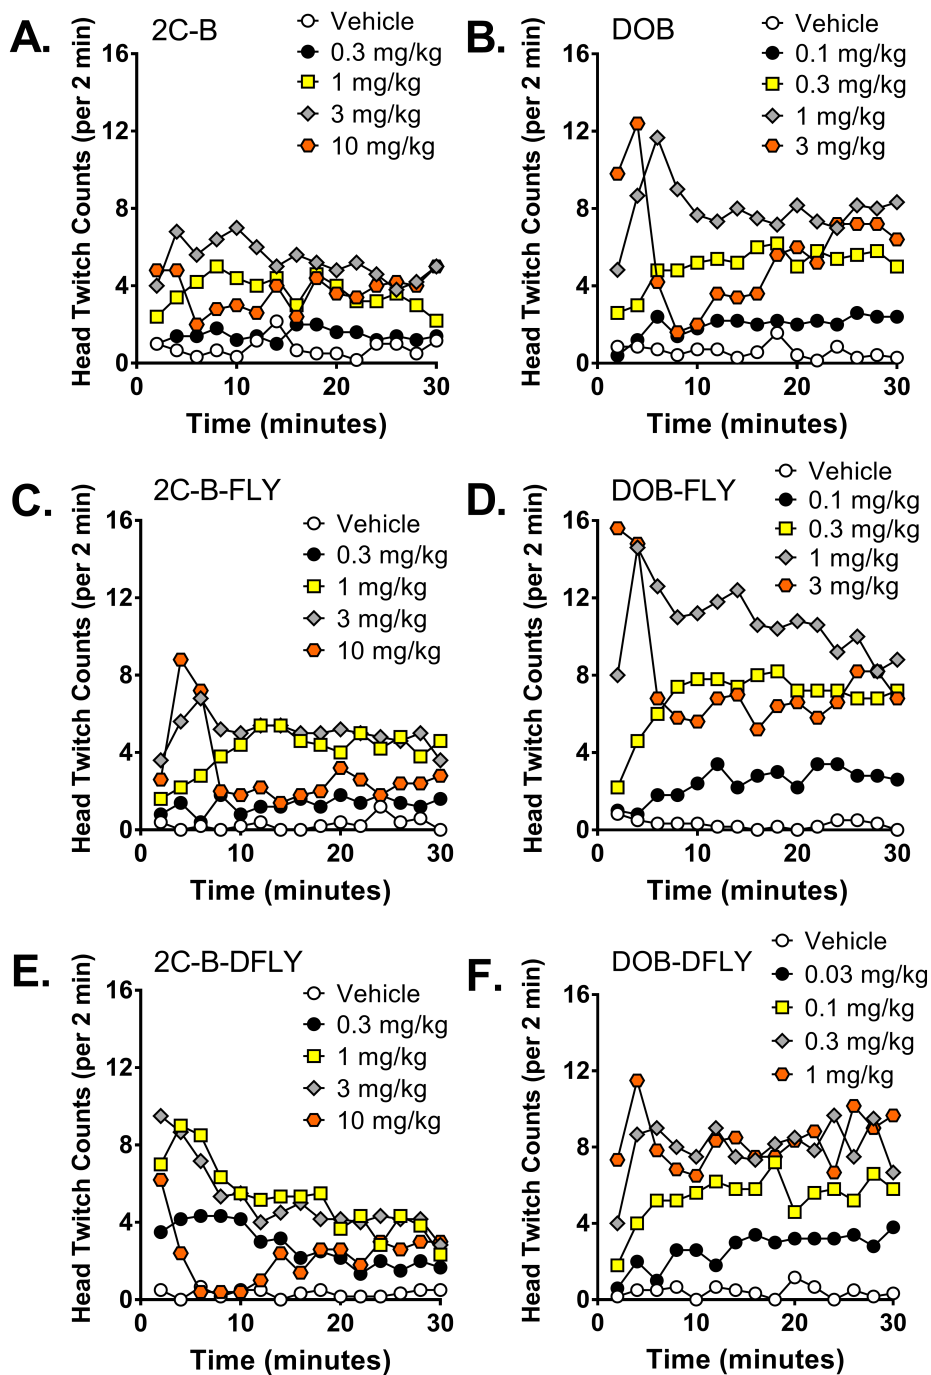 A.
2C-B
Head Twitch Counts (per 2 min)
16
12
8
4
0
0
10
20
30
Time (minutes)
Vehicle
0.3 mg/kg
1 mg/kg
3 mg/kg
10 mg/kg
B.
DOB
Head Twitch Counts (per 2 min)
16
12
8
4
0
0
10
20
30
Time (minutes)
Vehicle
0.1 mg/kg
0.3 mg/kg
1 mg/kg
3 mg/kg
C.
2C-B-FLY
Head Twitch Counts (per 2 min)
16
12
8
4
0
0
10
20
30
Time (minutes)
Vehicle
0.3 mg/kg
1 mg/kg
3 mg/kg
10 mg/kg
D.
DOB-FLY
Head Twitch Counts (per 2 min)
16
12
8
4
0
0
10
20
30
Time (minutes)
Vehicle
0.1 mg/kg
0.3 mg/kg
1 mg/kg
3 mg/kg
E.
2C-B-DFLY
Head Twitch Counts (per 2 min)
16
12
8
4
0
0
10
20
30
Time (minutes)
Vehicle
0.3 mg/kg
1 mg/kg
3 mg/kg
10 mg/kg
F.
DOB-DFLY
Head Twitch Counts (per 2 min)
16
12
8
4
0
0
10
20
30
Time (minutes)
Vehicle
0.03 mg/kg
0.1 mg/kg
0.3 mg/kg
1 mg/kg